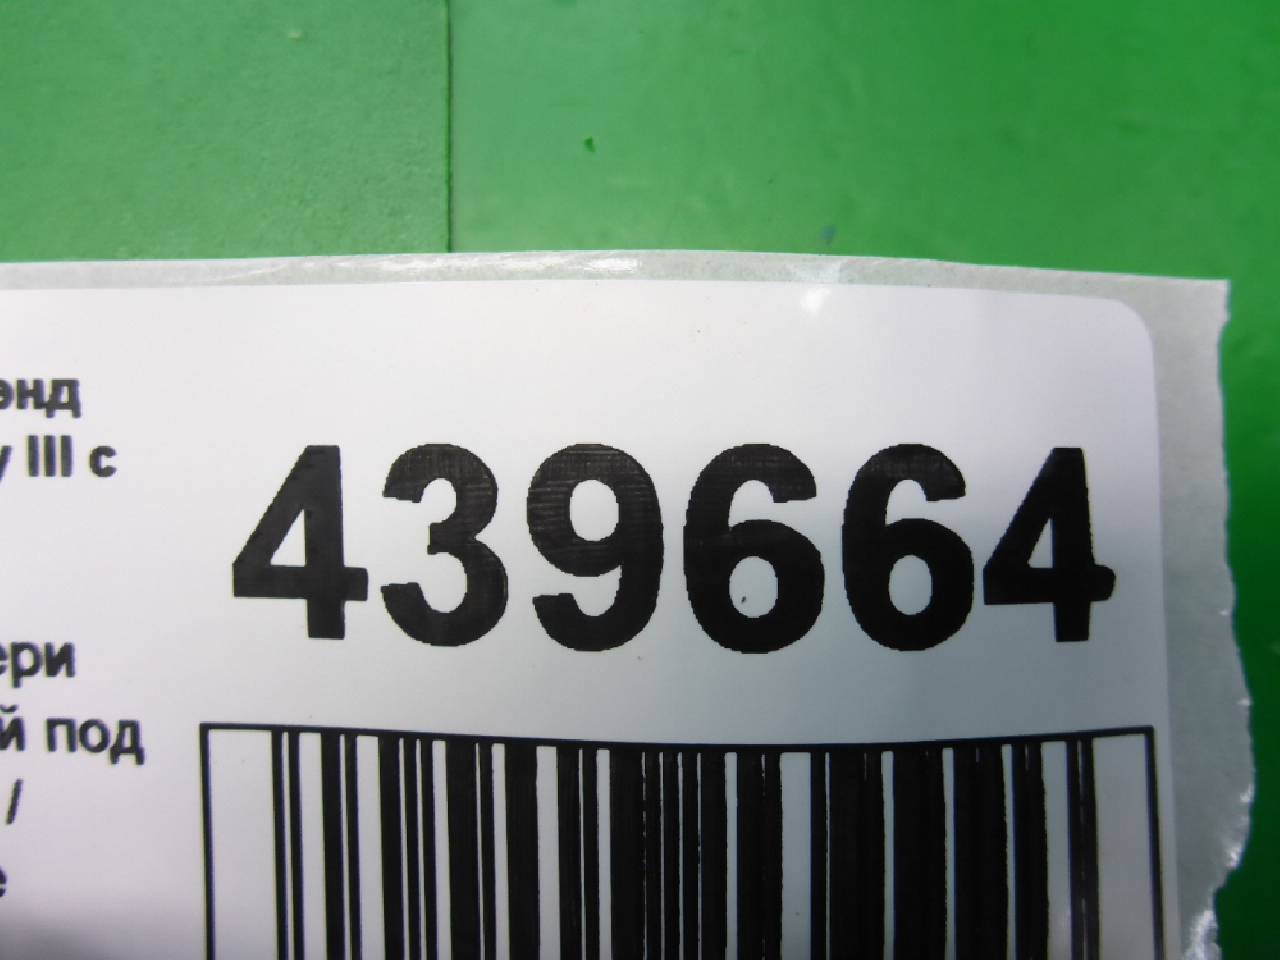 энд
III с
439664
ери
й под
/
е